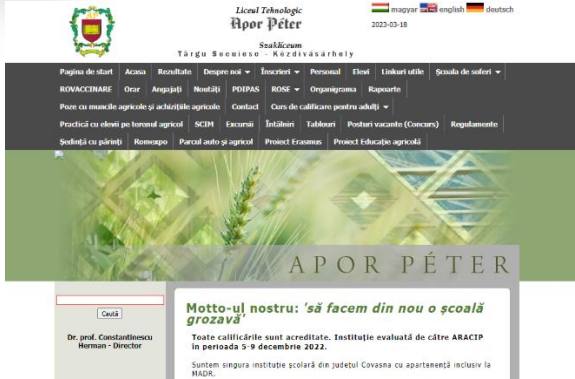 Liceul Tehnologic
Apor Péter
Szakliceum
Târgu Secuiesc - Kézdivásárhely
magyar english deutsch
2023-03-18
Pagina de start Acasa Rezultate Despre noi Înscrieri Personal Elevi Linkuri utile Școala de soferi
ROVACCINARE Orar Angajați Noutăți PDIPAS ROSE Organigrama Rapoarte
Poze cu muncile agricole și achizițiile agricole Contact Curs de calificare pentru adulți
Practică cu elevii pe terenul agricol SCIM Excursii Întâlniri Tablouri Posturi vacante (Concurs) Regulamente
Ședință cu părinți Romexpo Parcul auto și agricol Proiect Erasmus Proiect Educație agricolă
APOR PÉTER
Caută
Dr. prof. Constantinescu
Herman - Director
Motto-ul nostru: 'să facem din nou o școală
grozavă'
Toate calificările sunt acreditate. Instituție evaluată de către ARACIP
în perioada 5-9 decembrie 2022.
Suntem singura instituție școlară din județul Covasna cu apartenență inclusiv la
MADR.